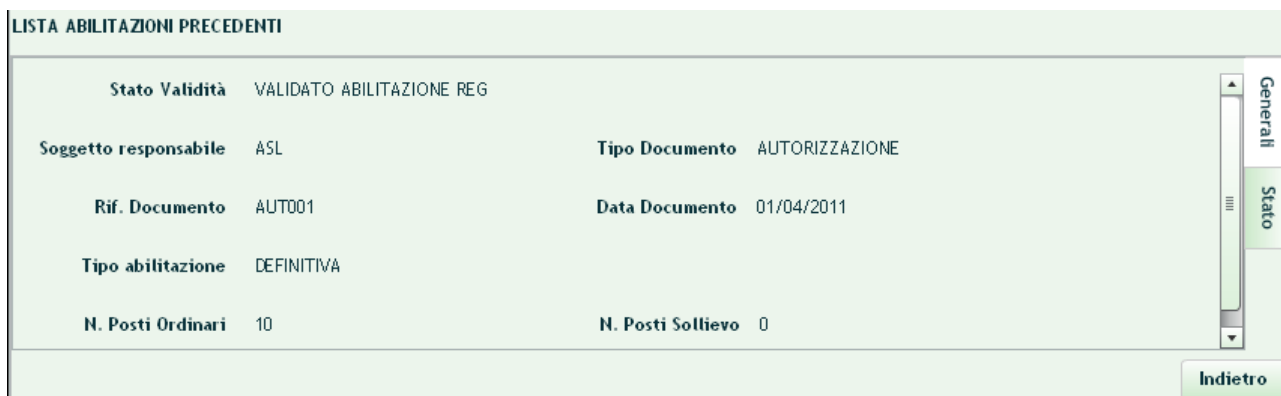 LISTA ABILITAZIONI PRECEDENTI
Stato Validità VALIDATO ABILITAZIONE REG
Soggetto responsabile ASL Tipo Documento AUTORIZZAZIONE
Rif. Documento AUT001 Data Documento 01/04/2011
Tipo abilitazione DEFINITIVA
N. Posti Ordinari 10 N. Posti Sollievo 0
Generali
Stato
Indietro